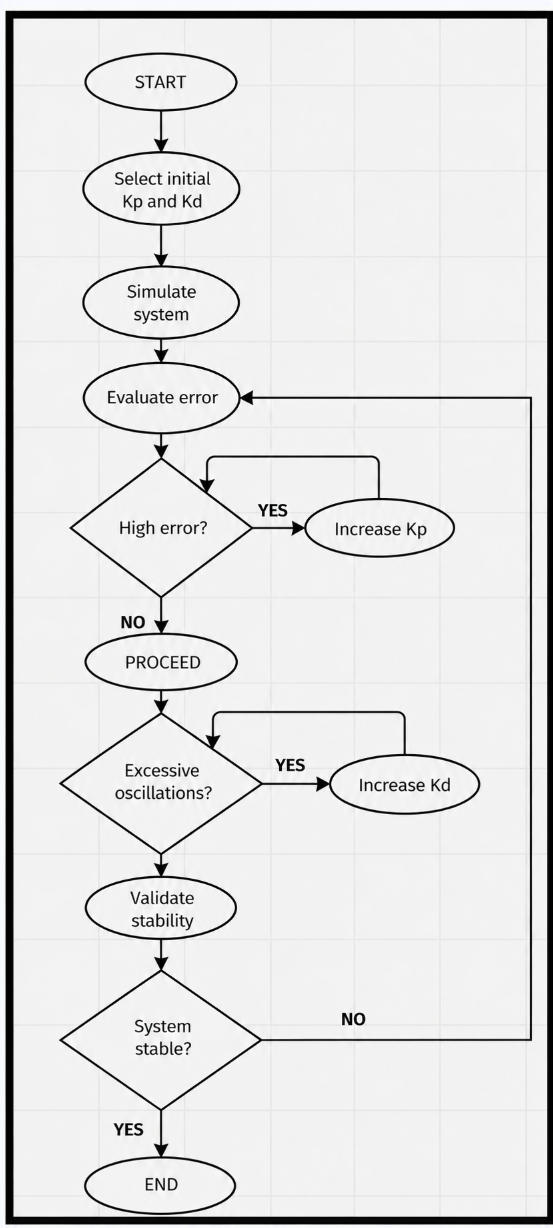 START
Select initial
Kp and Kd
Simulate
system
Evaluate error
High error?
YES
Increase Kp
NO
PROCEED
Excessive
oscillations?
YES
Increase Kd
Validate
stability
System
stable?
NO
YES
END